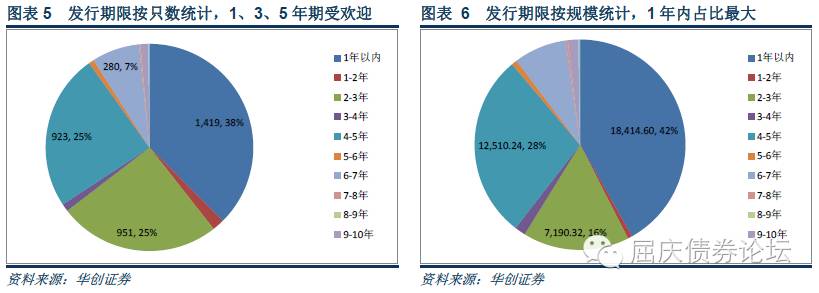 图表 5 发行期限按只数统计，1、3、5 年期受欢迎
280, 7%
1,419, 38%
923, 25%
951, 25%
1年以内
1-2年
2-3年
3-4年
4-5年
5-6年
6-7年
7-8年
8-9年
9-10年
资料来源：华创证券
图表 6 发行期限按规模统计，1 年内占比最大
18,414.60, 42%
12,510.24, 28%
7,190.32, 16%
1年以内
1-2年
2-3年
3-4年
4-5年
5-6年
6-7年
7-8年
8-9年
9-10年
资料来源：华创证券
屈庆债券论坛